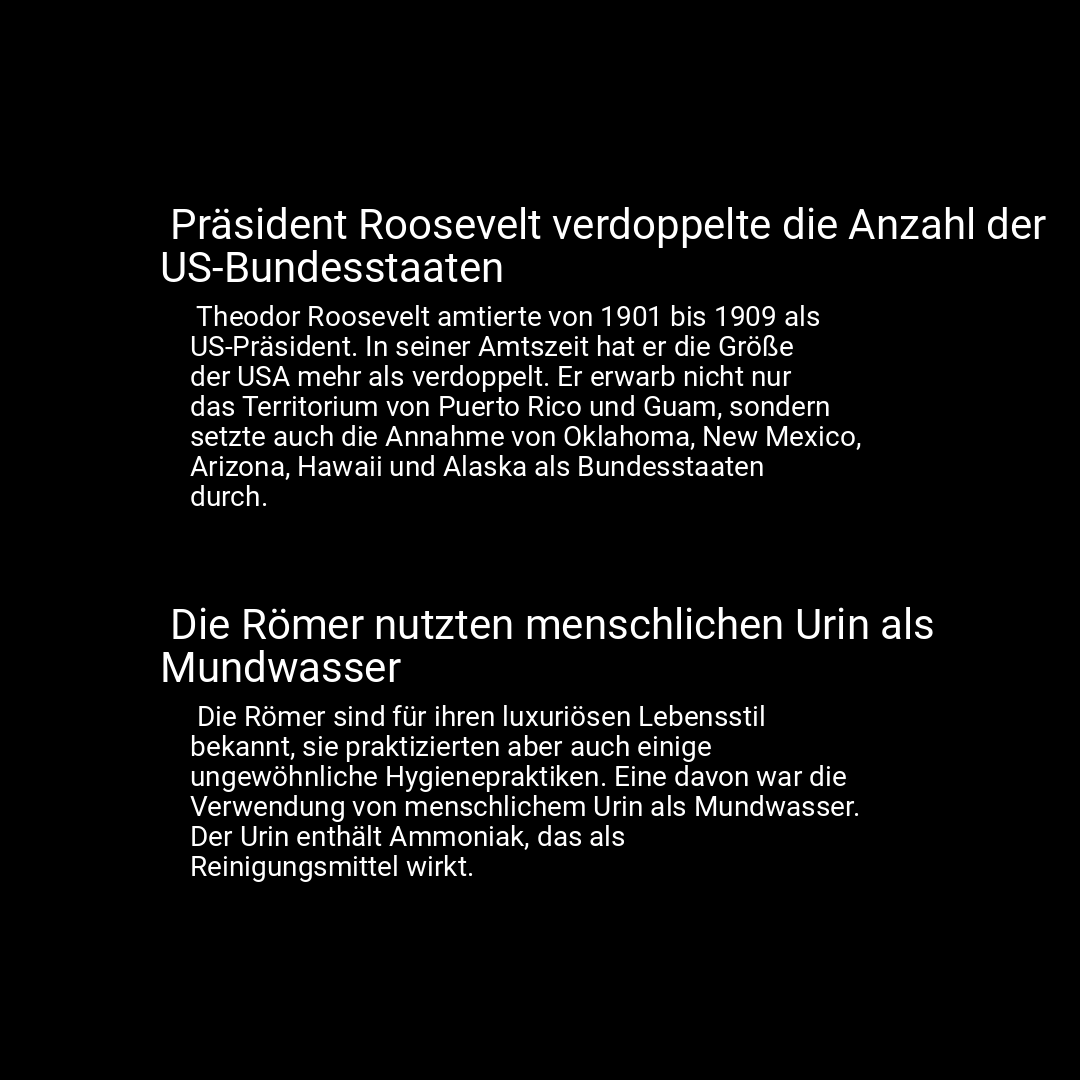 Präsident Roosevelt verdoppelte die Anzahl der
US-Bundesstaaten
Theodor Roosevelt amtierte von 1901 bis 1909 als
US-Präsident. In seiner Amtszeit hat er die Größe
der USA mehr als verdoppelt. Er erwarb nicht nur
das Territorium von Puerto Rico und Guam, sondern
setzte auch die Annahme von Oklahoma, New Mexico,
Arizona, Hawaii und Alaska als Bundesstaaten
durch.
Die Römer nutzten menschlichen Urin als
Mundwasser
Die Römer sind für ihren luxuriösen Lebensstil
bekannt, sie praktizierten aber auch einige
ungewöhnliche Hygienepraktiken. Eine davon war die
Verwendung von menschlichem Urin als Mundwasser.
Der Urin enthält Ammoniak, das als
Reinigungsmittel wirkt.